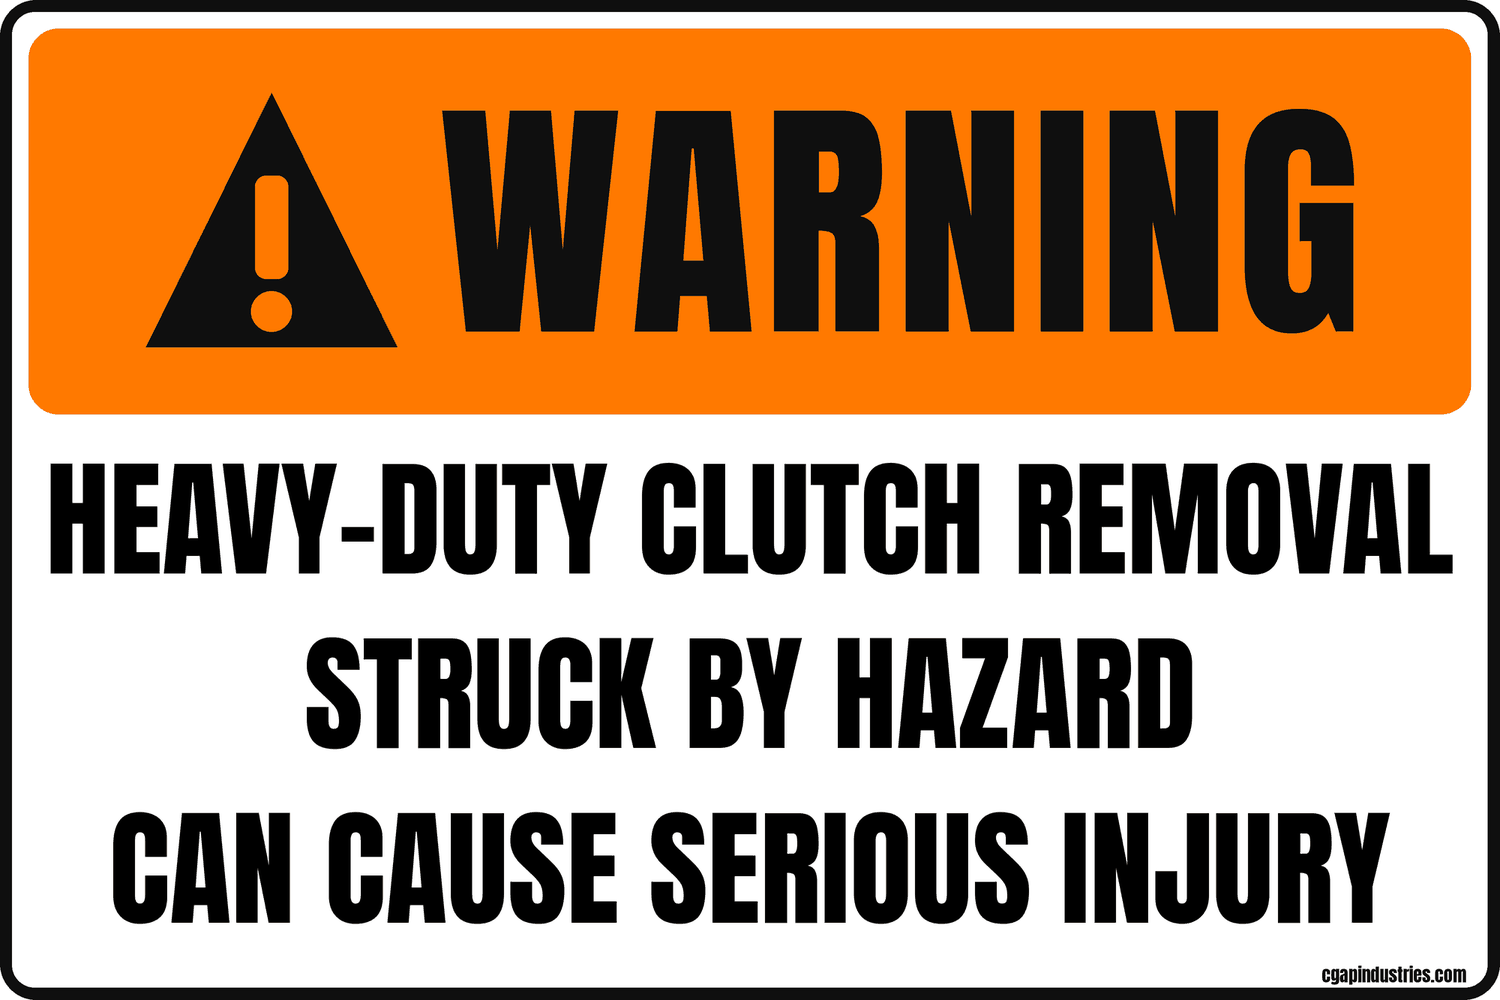 WARNING
HEAVY-DUTY CLUTCH REMOVAL
STRUCK BY HAZARD
CAN CAUSE SERIOUS INJURY
cgapindustries.com